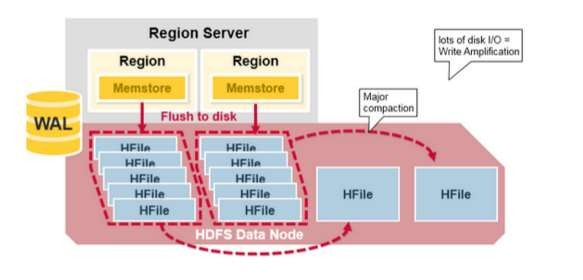 Region Server
lots of disk I/O =
Write Amplification
Region
Region
Memstore
Memstore
Major
compaction
WAL
Flush to disk
HFile
HFile
HFile
HFile
HFile
HFile
HFile
HFile
HFile
HFile
HFile
HFile
HDFS Data Node